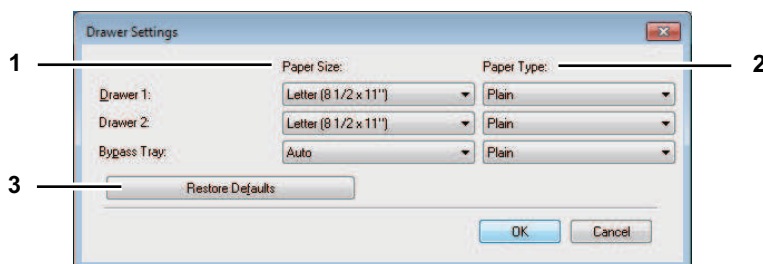 Drawer Settings
1 Paper Size: Paper Type: 2
Drawer 1: Letter (8 1/2 x 11") Plain
Drawer 2: Letter (8 1/2 x 11") Plain
Bypass Tray: Auto Plain
3 Restore Defaults
OK Cancel